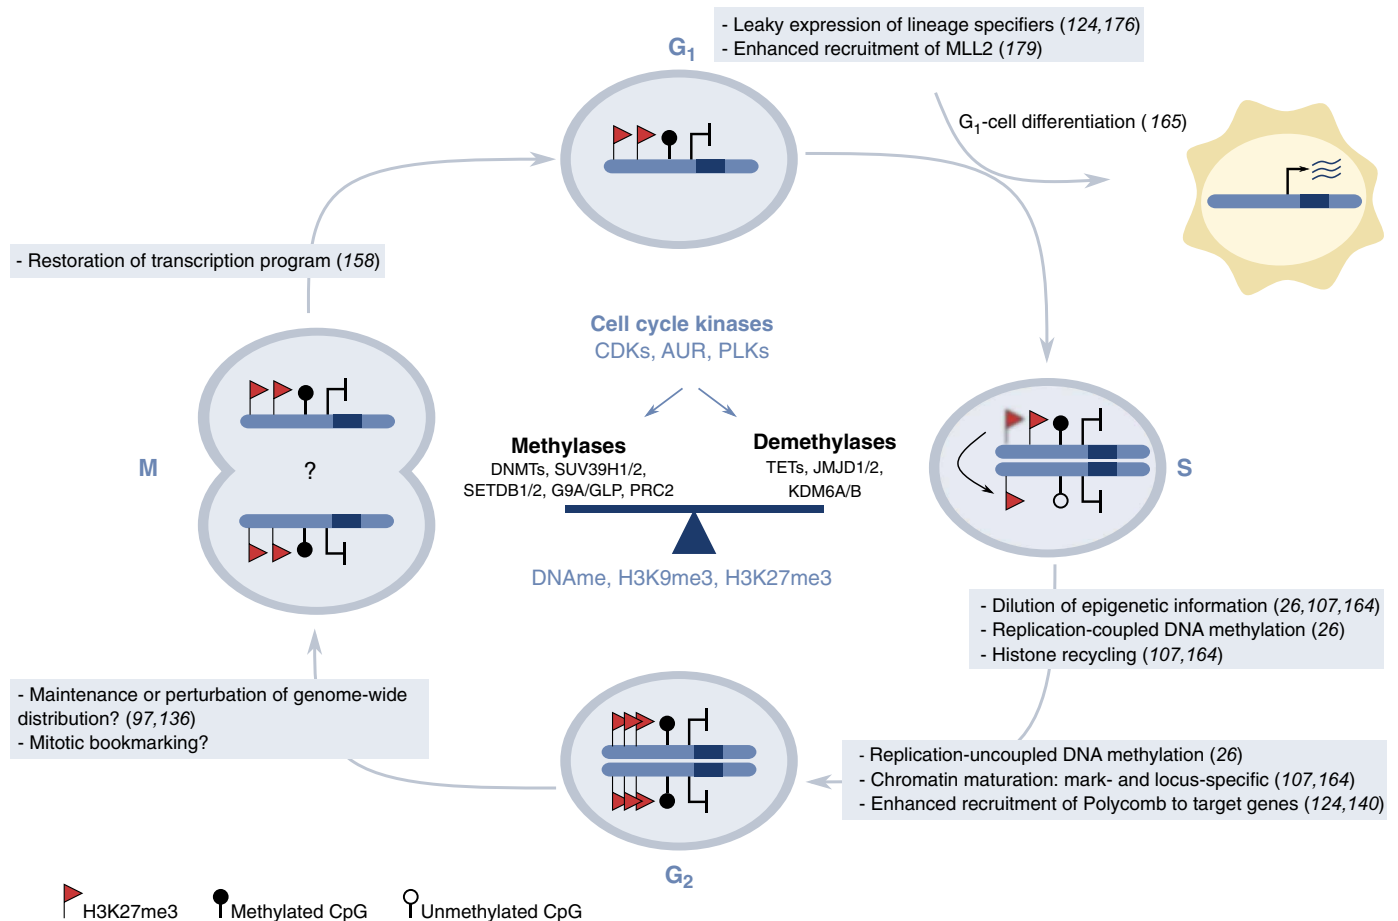 - Leaky expression of lineage specifiers (124,176)
- Enhanced recruitment of MLL2 (179)
G1
G1-cell differentiation (165)
- Restoration of transcription program (158)
Cell cycle kinases
CDKs, AUR, PLKs
Methylases
DNMTs, SUV39H1/2,
SETDB1/2, G9A/GLP, PRC2
Demethylases
TETs, JMJD1/2,
KDM6A/B
DNAme, H3K9me3, H3K27me3
M
?
S
- Dilution of epigenetic information (26,107,164)
- Replication-coupled DNA methylation (26)
- Histone recycling (107,164)
- Maintenance or perturbation of genome-wide
distribution? (97,136)
- Mitotic bookmarking?
- Replication-uncoupled DNA methylation (26)
- Chromatin maturation: mark- and locus-specific (107,164)
- Enhanced recruitment of Polycomb to target genes (124,140)
G2
H3K27me3
Methylated CpG
Unmethylated CpG